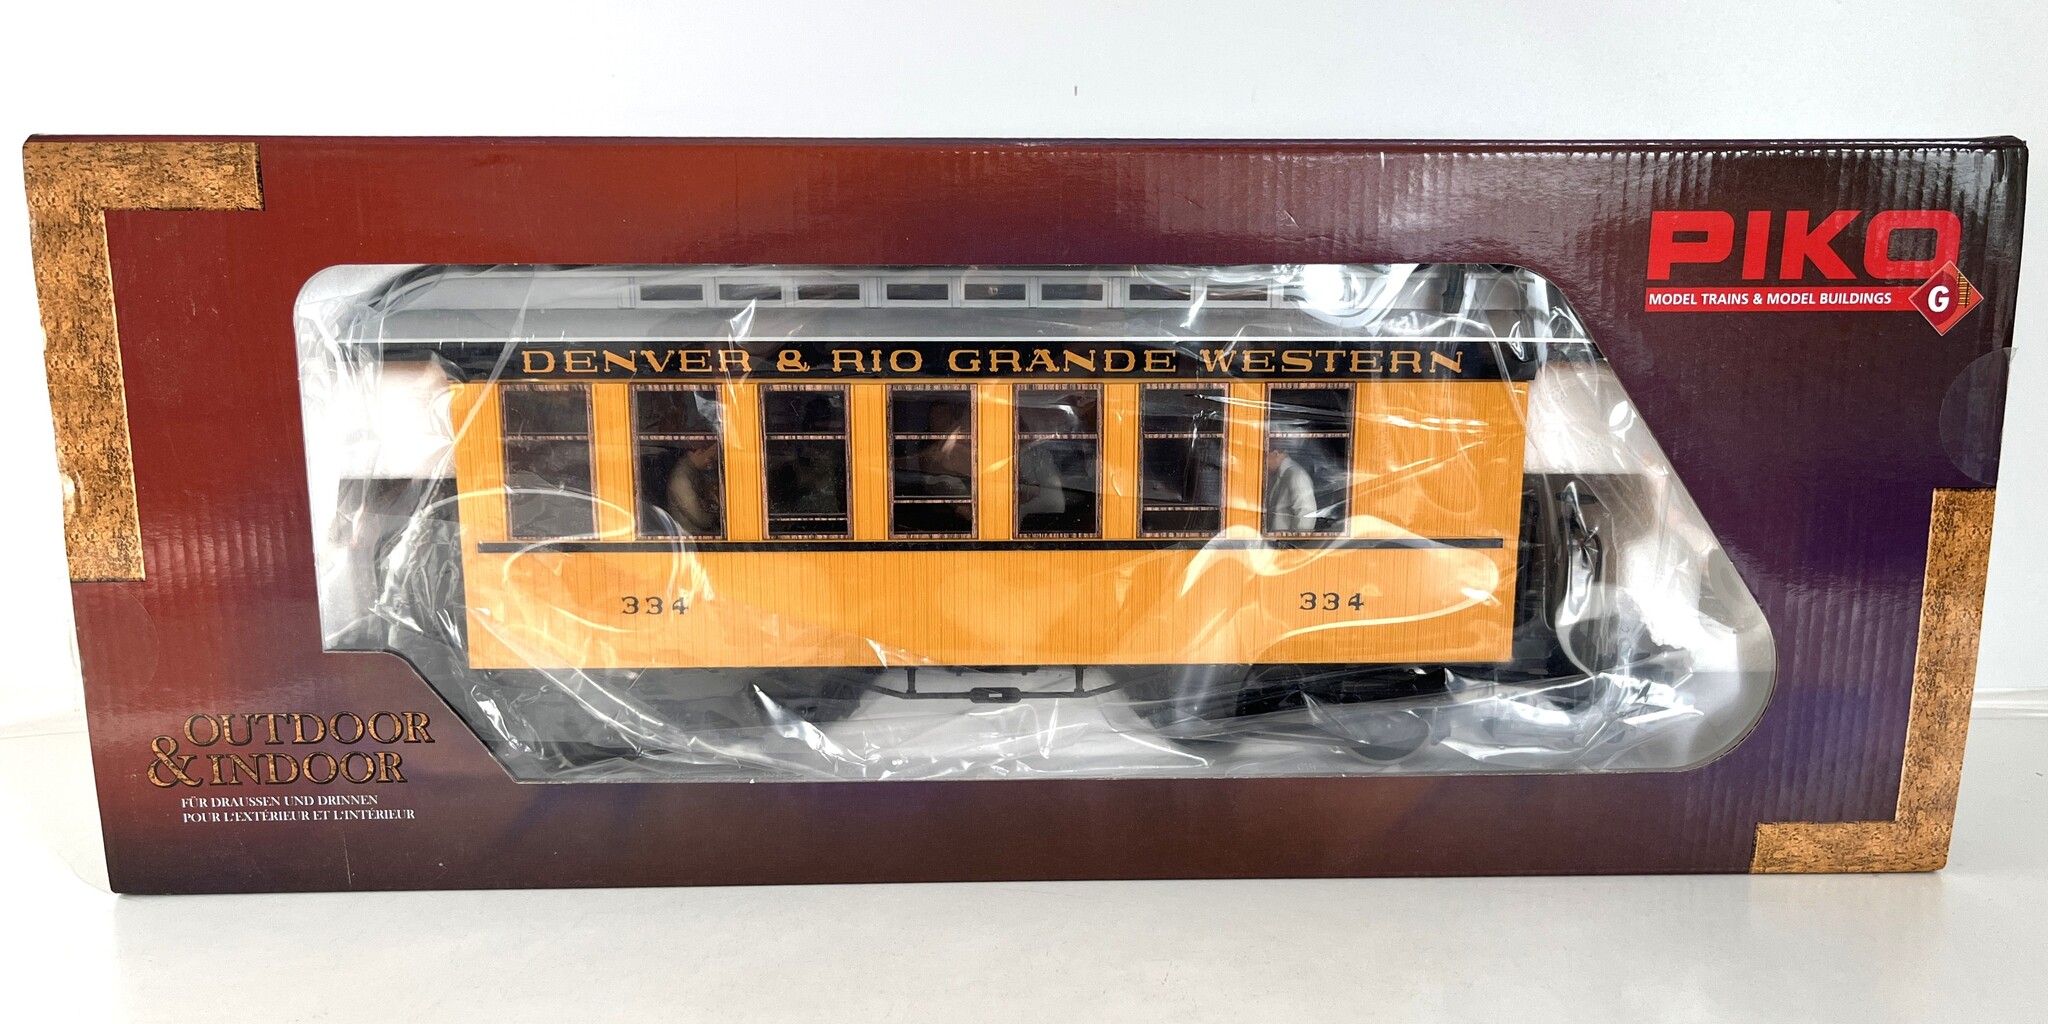 PIKO
MODEL TRAINS & MODEL BUILDINGS
G
DENVER & RIO GRANDE WESTERN
334 334
OUTDOOR
& INDOOR
FÜR DRAUSSEN UND DRINNEN
POUR L'EXTÉRIEUR ET L'INTÉRIEUR